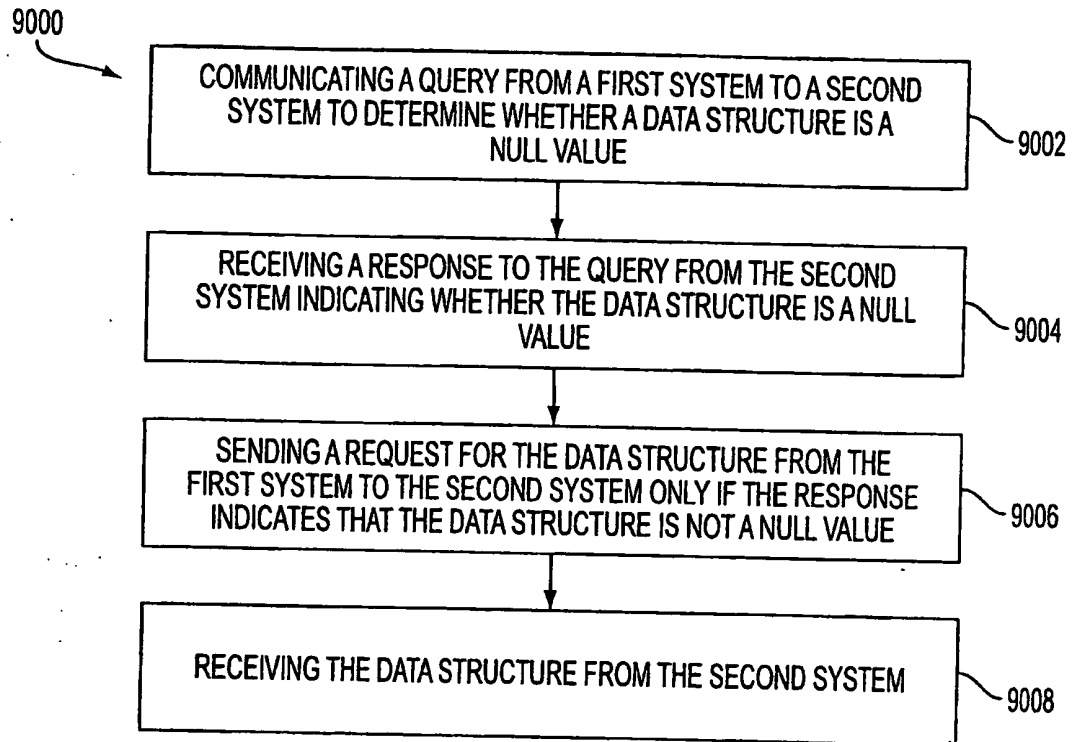 9000
COMMUNICATING A QUERY FROM A FIRST SYSTEM TO A SECOND
SYSTEM TO DETERMINE WHETHER A DATA STRUCTURE IS A
NULL VALUE
9002
RECEIVING A RESPONSE TO THE QUERY FROM THE SECOND
SYSTEM INDICATING WHETHER THE DATA STRUCTURE IS A NULL
VALUE
9004
SENDING A REQUEST FOR THE DATA STRUCTURE FROM THE
FIRST SYSTEM TO THE SECOND SYSTEM ONLY IF THE RESPONSE
INDICATES THAT THE DATA STRUCTURE IS NOT A NULL VALUE
9006
RECEIVING THE DATA STRUCTURE FROM THE SECOND SYSTEM
9008